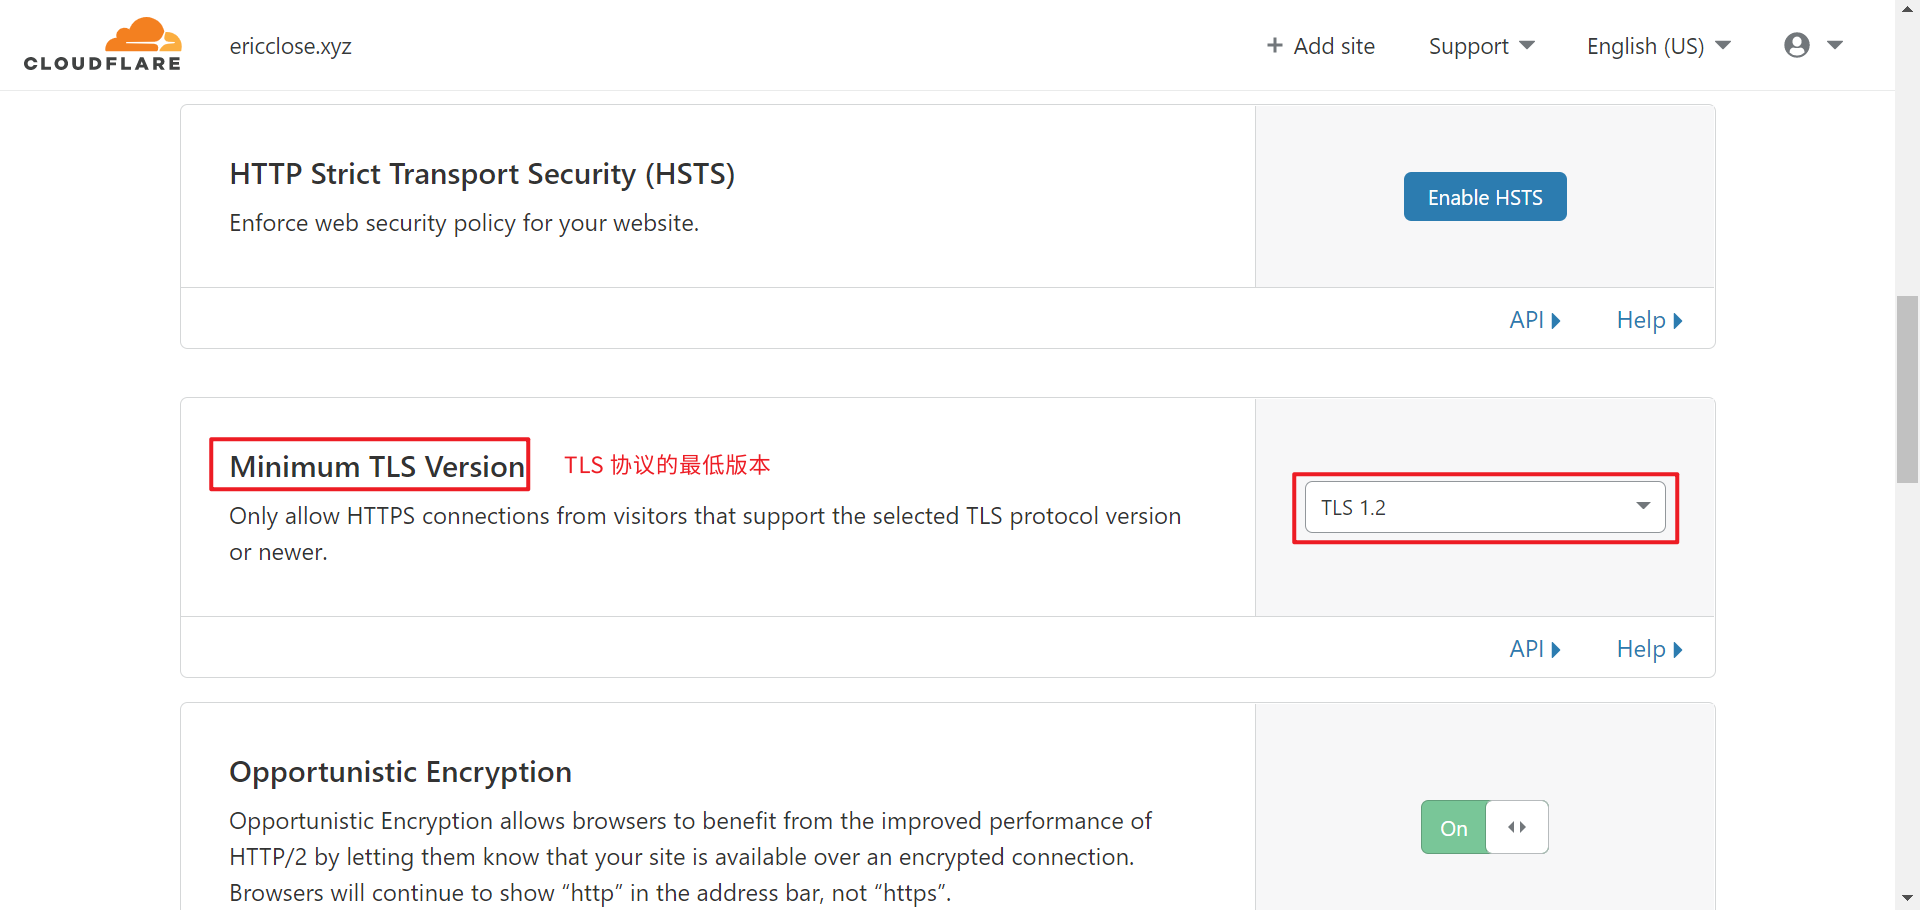 CLOUDFLARE
ericclose.xyz
+ Add site
Support
English (US)
HTTP Strict Transport Security (HSTS)
Enforce web security policy for your website.
Enable HSTS
API
Help
Minimum TLS Version
TLS 协议的最低版本
Only allow HTTPS connections from visitors that support the selected TLS protocol version
or newer.
TLS 1.2
API
Help
Opportunistic Encryption
Opportunistic Encryption allows browsers to benefit from the improved performance of
HTTP/2 by letting them know that your site is available over an encrypted connection.
Browsers will continue to show “http” in the address bar, not “https”.
On